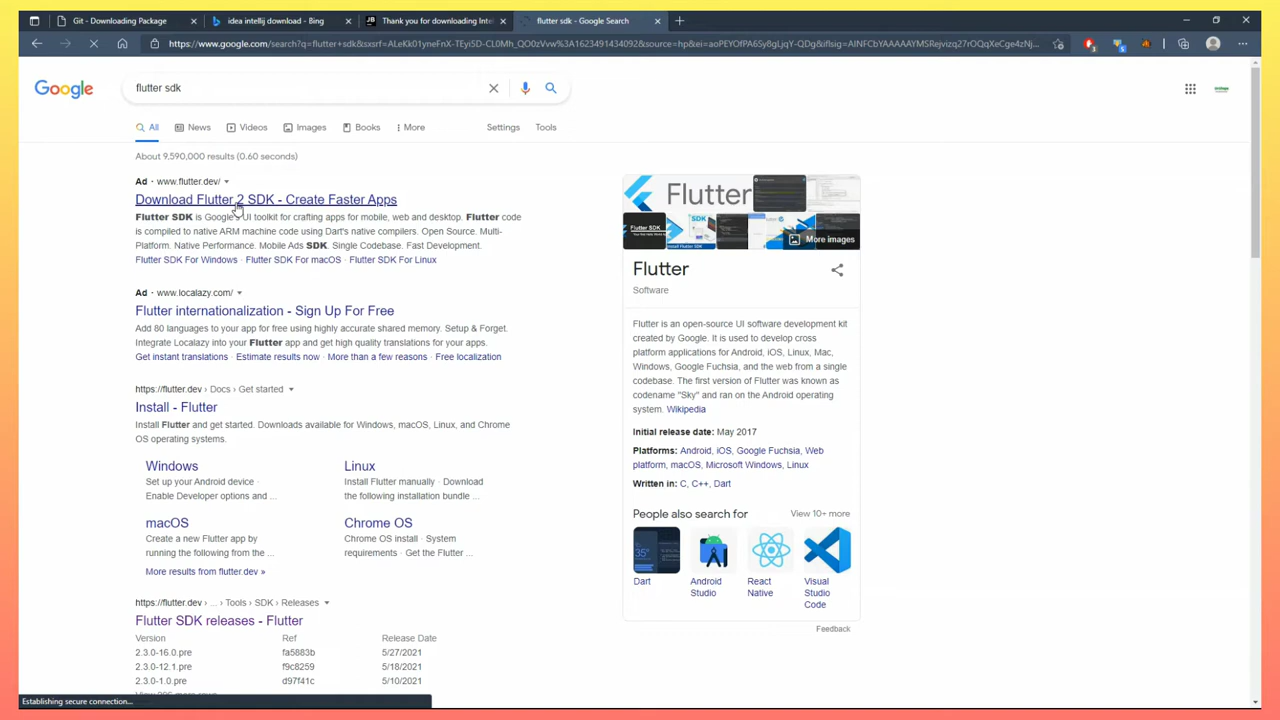 Git - Downloading Package
idea intellij download - Bing
Thank you for downloading Inte
flutter sdk - Google Search
https://www.google.com/search?q=flutter+sdk&sxsrf=ALeKk01yneFnX-TEyi5D-CL0Mh_QO0zVvw%3A1623491434092&source=hp&ei=aoPEYOfPA6Sy8gLjqY-QDg&iflsig=AINFCbYAAAAAYMSRejvizq27rOQqXeCge4zNj...
Google
flutter sdk
All
News
Videos
Images
Books
More
Settings
Tools
About 9,590,000 results (0.60 seconds)
Ad · www.flutter.dev/
Download Flutter 2 SDK - Create Faster Apps
Flutter SDK is Google's UI toolkit for crafting apps for mobile, web and desktop. Flutter code
is compiled to native ARM machine code using Dart's native compilers. Open Source. Multi-
Platform. Native Performance. Mobile Ads SDK. Single Codebase. Fast Development.
Flutter SDK For Windows · Flutter SDK For macOS · Flutter SDK For Linux
Ad · www.localazy.com/
Flutter internationalization - Sign Up For Free
Add 80 languages to your app for free using highly accurate shared memory. Setup & Forget.
Integrate Localazy into your Flutter app and get high quality translations for your apps.
Get instant translations · Estimate results now · More than a few reasons · Free localization
https://flutter.dev › Docs › Get started
Install - Flutter
Install Flutter and get started. Downloads available for Windows, macOS, Linux, and Chrome
OS operating systems.
Windows
Set up your Android device ·
Enable Developer options and ...
Linux
Install Flutter manually · Download
the following installation bundle ...
macOS
Create a new Flutter app by
running the following from the ...
Chrome OS
Chrome OS install · System
requirements · Get the Flutter ...
More results from flutter.dev »
https://flutter.dev › ... › Tools › SDK › Releases
Flutter SDK releases - Flutter
Version Ref Release Date
2.3.0-16.0.pre fa5883b 5/27/2021
2.3.0-12.1.pre f9c8259 5/18/2021
2.3.0-1.0.pre d97f41c 5/10/2021
Establishing secure connection...
Flutter
More images
Flutter
Software
Flutter is an open-source UI software development kit
created by Google. It is used to develop cross
platform applications for Android, iOS, Linux, Mac,
Windows, Google Fuchsia, and the web from a single
codebase. The first version of Flutter was known as
codename "Sky" and ran on the Android operating
system. Wikipedia
Initial release date: May 2017
Platforms: Android, iOS, Google Fuchsia, Web
platform, macOS, Microsoft Windows, Linux
Written in: C, C++, Dart
People also search for
View 10+ more
Dart
Android
Studio
React
Native
Visual
Studio
Code
Feedback